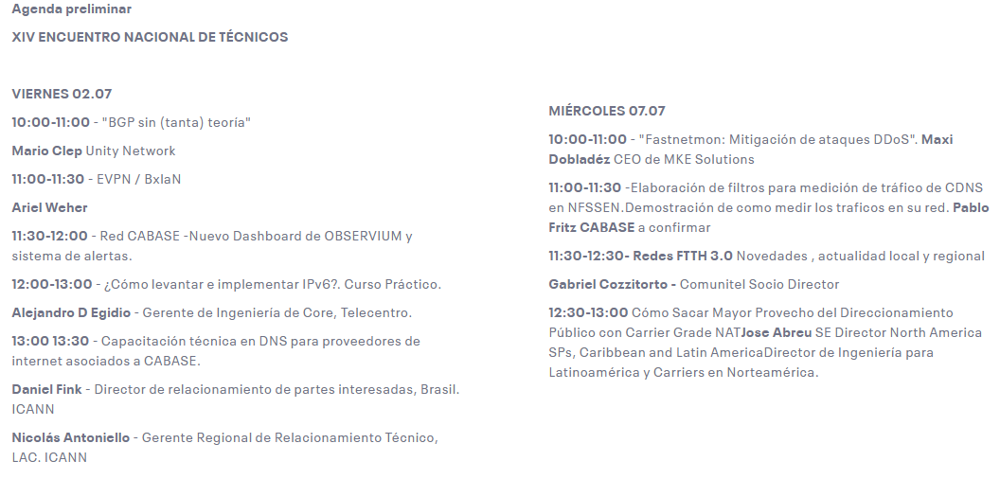 Agenda preliminar
XIV ENCUENTRO NACIONAL DE TÉCNICOS
VIERNES 02.07
10:00-11:00 - "BGP sin (tanta) teoría"
Mario Clep Unity Network
11:00-11:30 - EVPN / BxlaN
Ariel Weher
11:30-12:00 - Red CABASE -Nuevo Dashboard de OBSERVIUM y
sistema de alertas.
12:00-13:00 - ¿Cómo levantar e implementar IPv6?. Curso Práctico.
Alejandro D Egidio - Gerente de Ingeniería de Core, Telecentro.
13:00 13:30 - Capacitación técnica en DNS para proveedores de
internet asociados a CABASE.
Daniel Fink - Director de relacionamiento de partes interesadas, Brasil.
ICANN
Nicolás Antoniello - Gerente Regional de Relacionamiento Técnico,
LAC. ICANN
MIÉRCOLES 07.07
10:00-11:00 - "Fastnetmon: Mitigación de ataques DDoS". Maxi
Dobladéz CEO de MKE Solutions
11:00-11:30 -Elaboración de filtros para medición de tráfico de CDNS
en NFSSEN.Demostración de como medir los traficos en su red. Pablo
Fritz CABASE a confirmar
11:30-12:30- Redes FTTH 3.0 Novedades , actualidad local y regional
Gabriel Cozzitorto - Comunitel Socio Director
12:30-13:00 Cómo Sacar Mayor Provecho del Direccionamiento
Público con Carrier Grade NATJose Abreu SE Director North America
SPs, Caribbean and Latin AmericaDirector de Ingeniería para
Latinoamérica y Carriers en Norteamérica.